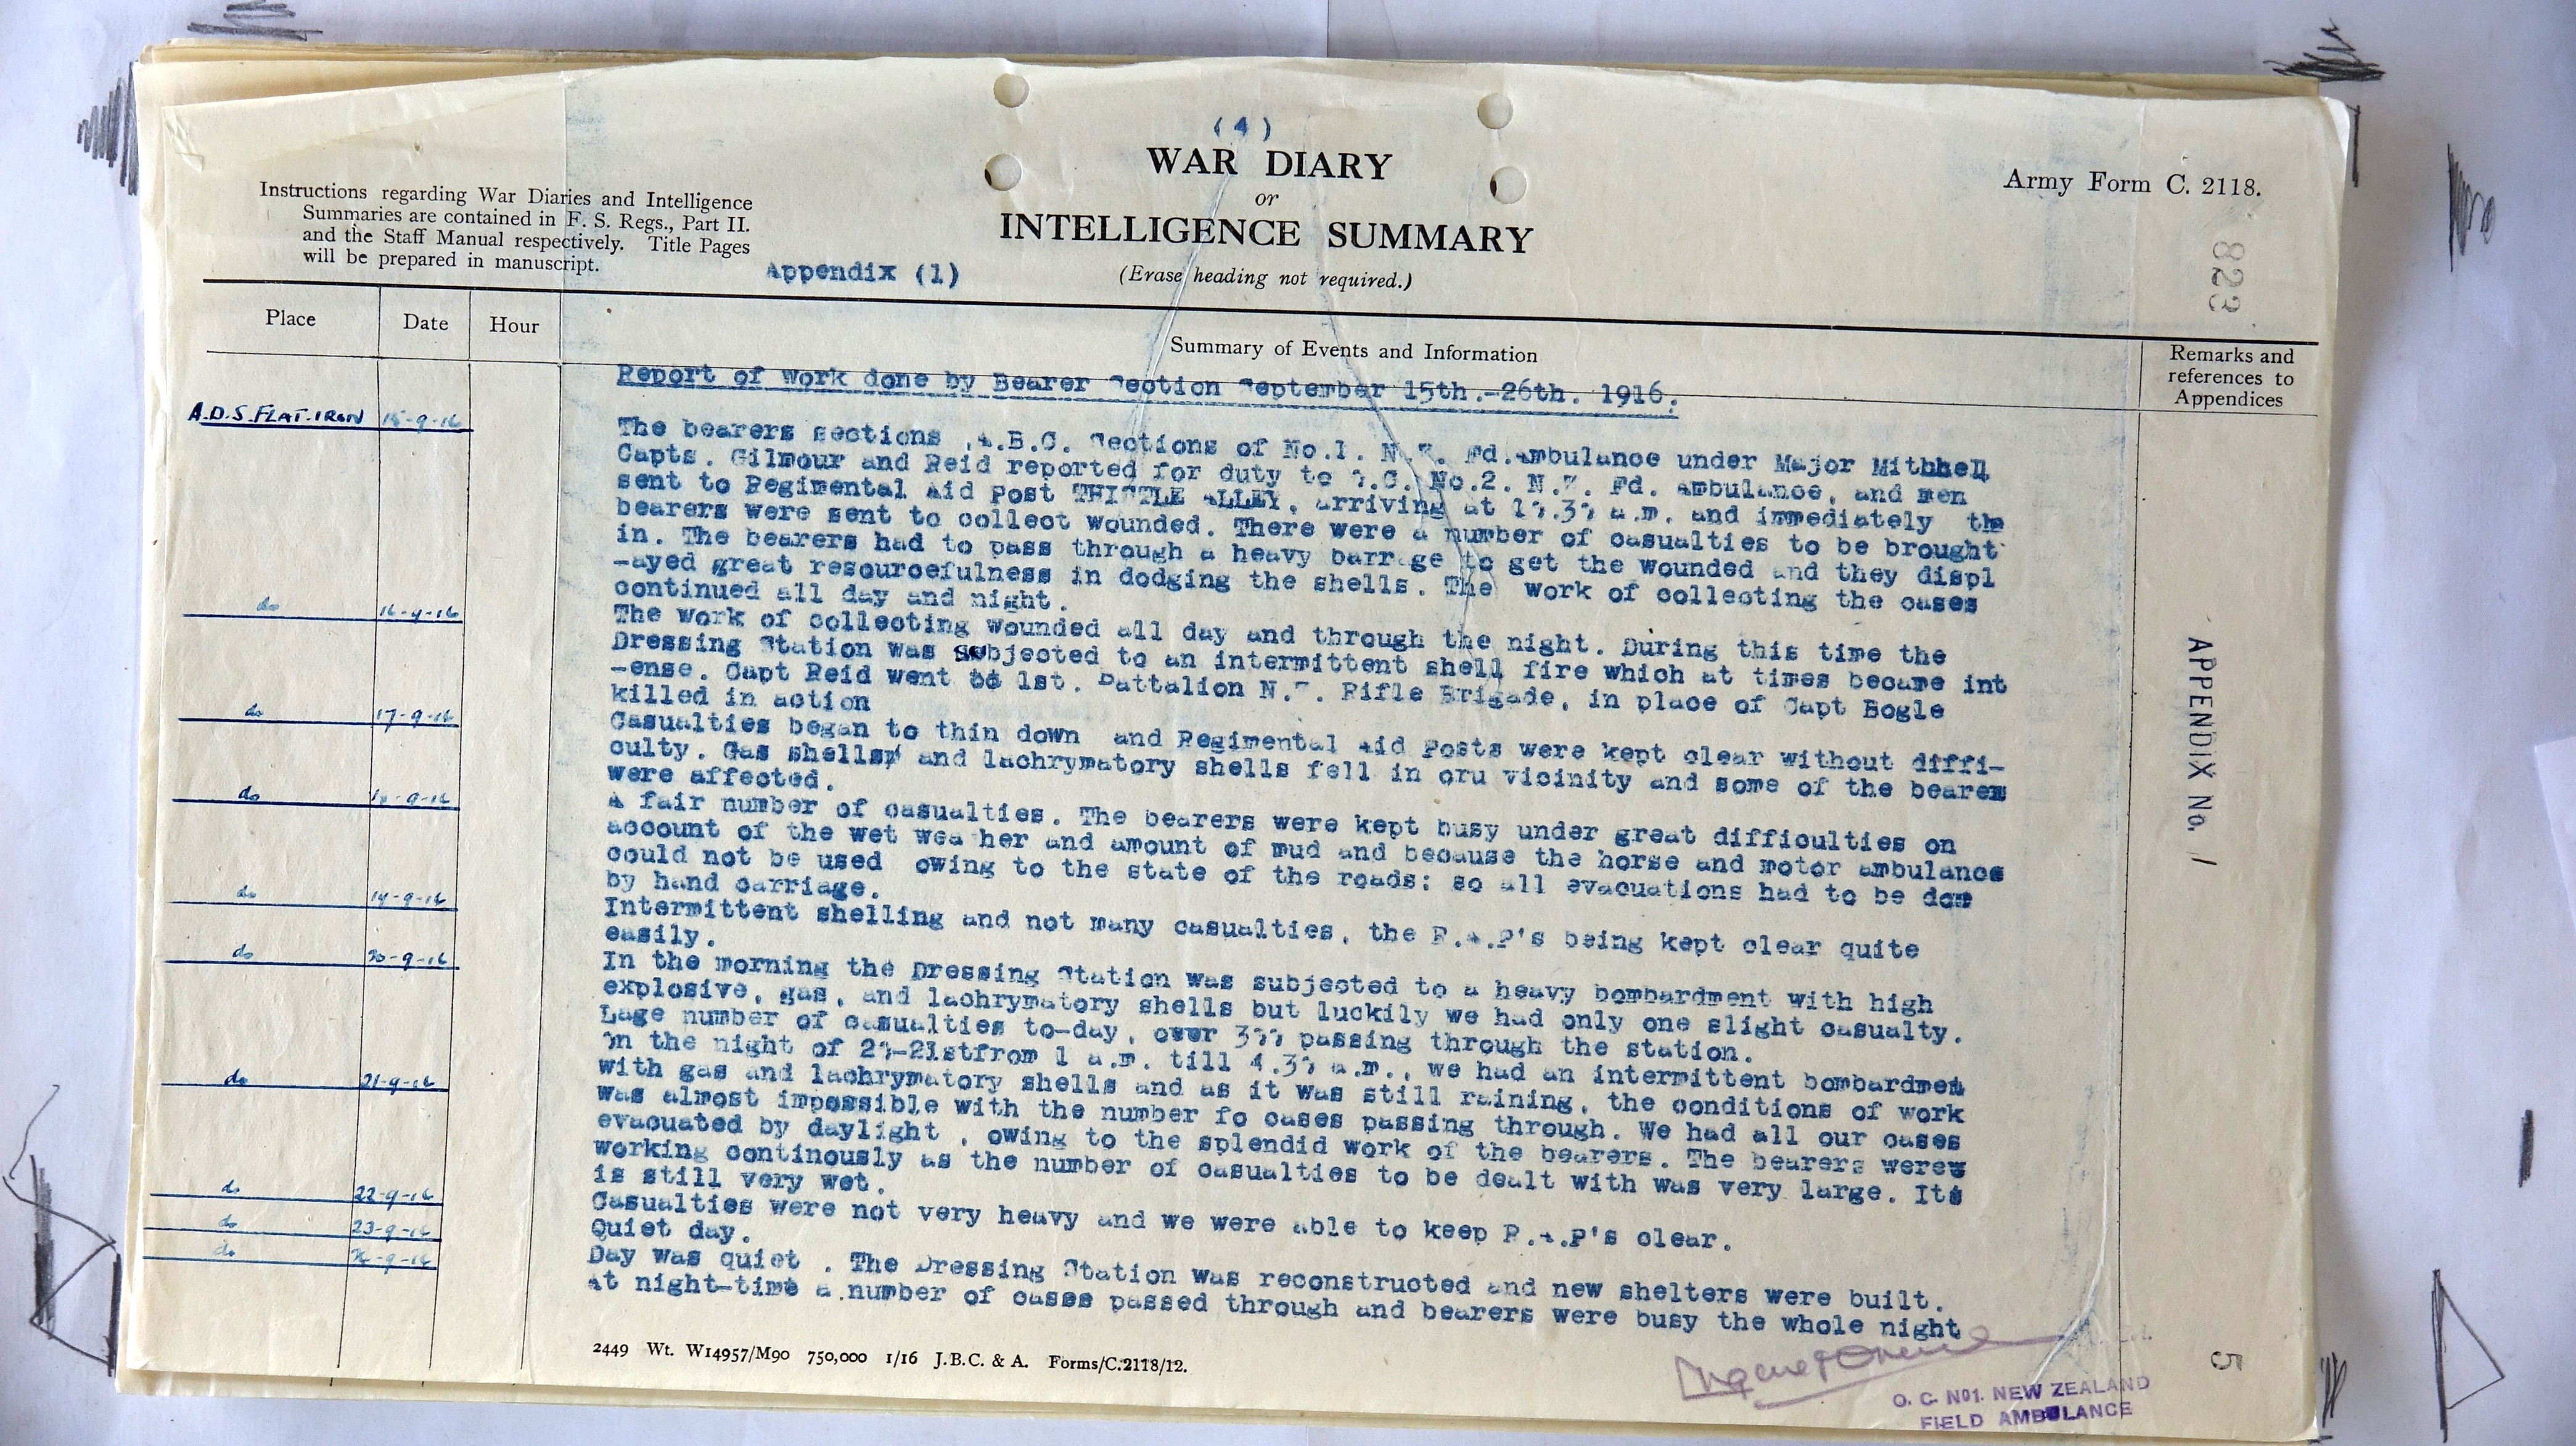 ( 4 )
WAR DIARY
or
INTELLIGENCE SUMMARY
(Erase heading not required.)
Army Form C. 2118.
Instructions regarding War Diaries and Intelligence
Summaries are contained in F. S. Regs., Part II.
and the Staff Manual respectively. Title Pages
will be prepared in manuscript.
Appendix (1)
823
Place
Date
Hour
Summary of Events and Information
Remarks and
references to
Appendices
Report of Work done by Bearer Section September 15th.-26th. 1916.
A.D.S. FLAT-IRON 15-9-16
The bearers sections ,A.B.C. Sections of No.1. N.Z. Fd.Ambulance under Major Mithhell
Capts. Gilmour and Reid reported for duty to O.C. No.2. N.Z. Fd. Ambulance, and men
sent to Regimental Aid Post THISTLE ALLEY, arriving at 10.30 a.m. and immediately the
bearers were sent to collect wounded. There were a number of casualties to be brought
in. The bearers had to pass through a heavy barrage to get the wounded and they displ
-ayed great resourcefulness in dodging the shells. The work of collecting the cases
continued all day and night.
do 16-9-16
The work of collecting wounded all day and through the night. During this time the
Dressing Station was subjected to an intermittent shell fire which at times became int
-ense. Capt Reid went to 1st. Battalion N.Z. Rifle Brigade, in place of Capt Bogle
killed in action
do 17-9-16
Casualties began to thin down and Regimental Aid Posts were kept clear without diffi-
culty. Gas shells and lachrymatory shells fell in oru vicinity and some of the bearers
were affected.
do 18-9-16
A fair number of casualties. The bearers were kept busy under great difficulties on
account of the wet wea her and amount of mud and because the horse and motor ambulance
could not be used owing to the state of the roads: so all evacuations had to be done
by hand carriage.
do 19-9-16
Intermittent shelling and not many casualties, the R.A.P's being kept clear quite
easily.
do 20-9-16
In the morning the Dressing Station was subjected to a heavy bombardment with high
explosive, gas, and lachrymatory shells but luckily we had only one slight casualty.
Lage number of casualties to-day, over 300 passing through the station.
On the night of 20-21stfrom 1 a.m. till 4.30 a.m., we had an intermittent bombardmen
do 21-9-16
with gas and lachrymatory shells and as it was still raining, the conditions of work
was almost impossible with the number fo cases passing through. We had all our cases
evacuated by daylight , owing to the splendid work of the bearers. The bearers were
working continously as the number of casualties to be dealt with was very large. It
is still very wet.
do 22-9-16
Casualties were not very heavy and we were able to keep R.A.P's clear.
do 23-9-16
Quiet day.
do 24-9-16
Day was quiet . The Dressing Station was reconstructed and new shelters were built.
At night-time a number of cases passed through and bearers were busy the whole night
APPENDIX No. 1
2449 Wt. W14957/M90 750,000 1/16 J.B.C. & A. Forms/C.2118/12.
O. C. No1. NEW ZEALAND
FIELD AMBULANCE
5